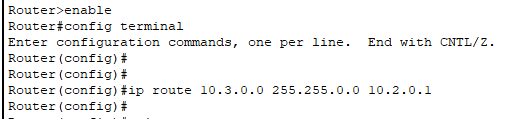 Router>enable
Router#config terminal
Enter configuration commands, one per line.  End with CNTL/Z.
Router(config)#
Router(config)#
Router(config)#ip route 10.3.0.0 255.255.0.0 10.2.0.1
Router(config)#